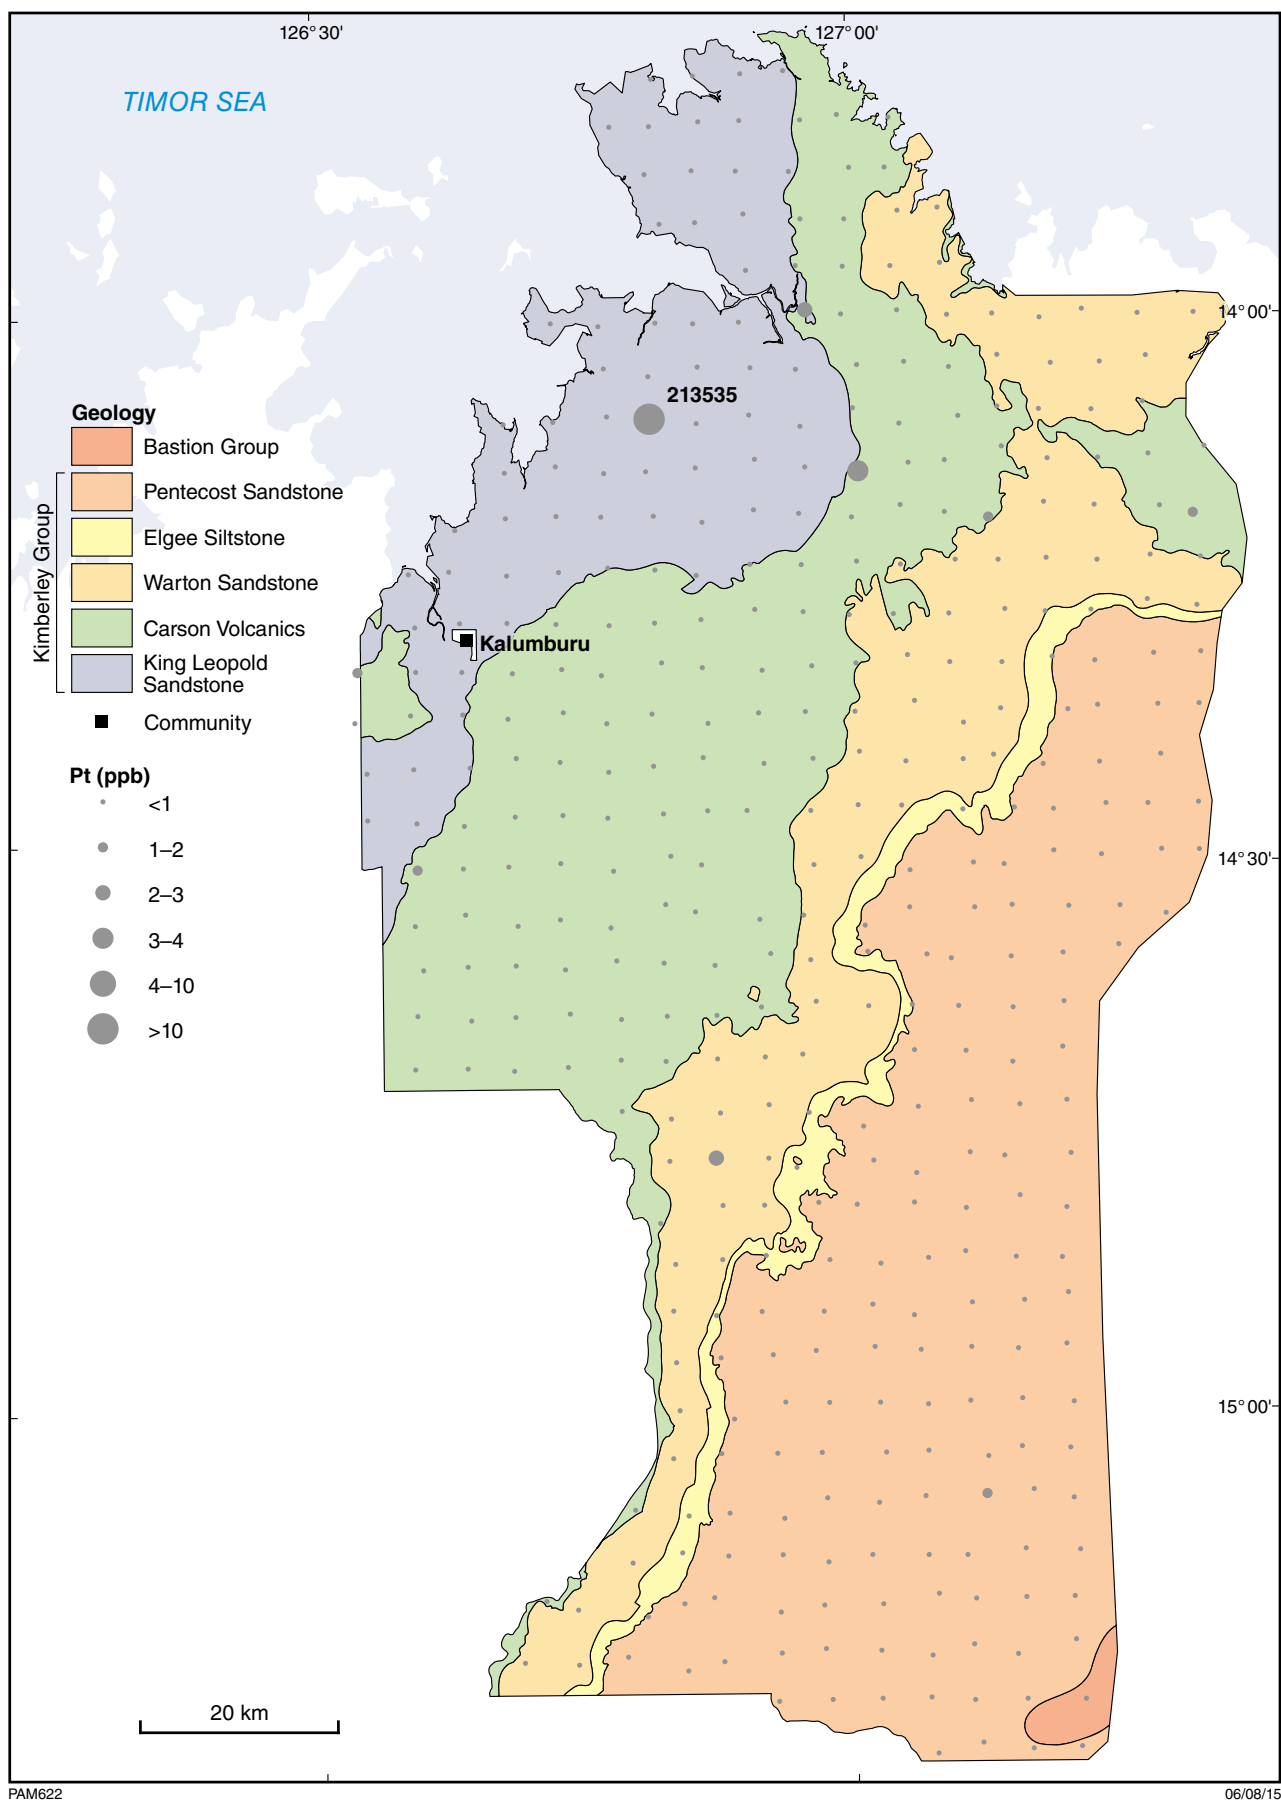 126°30'
127°00'
TIMOR SEA
14°00'
213535
Geology
Bastion Group
Pentecost Sandstone
Elgee Siltstone
Warton Sandstone
Carson Volcanics
King Leopold
Sandstone
Kimberley Group
Community
Kalumburu
Pt (ppb)
<1
1–2
2–3
3–4
4–10
>10
14°30'
15°00'
20 km
PAM622
06/08/15